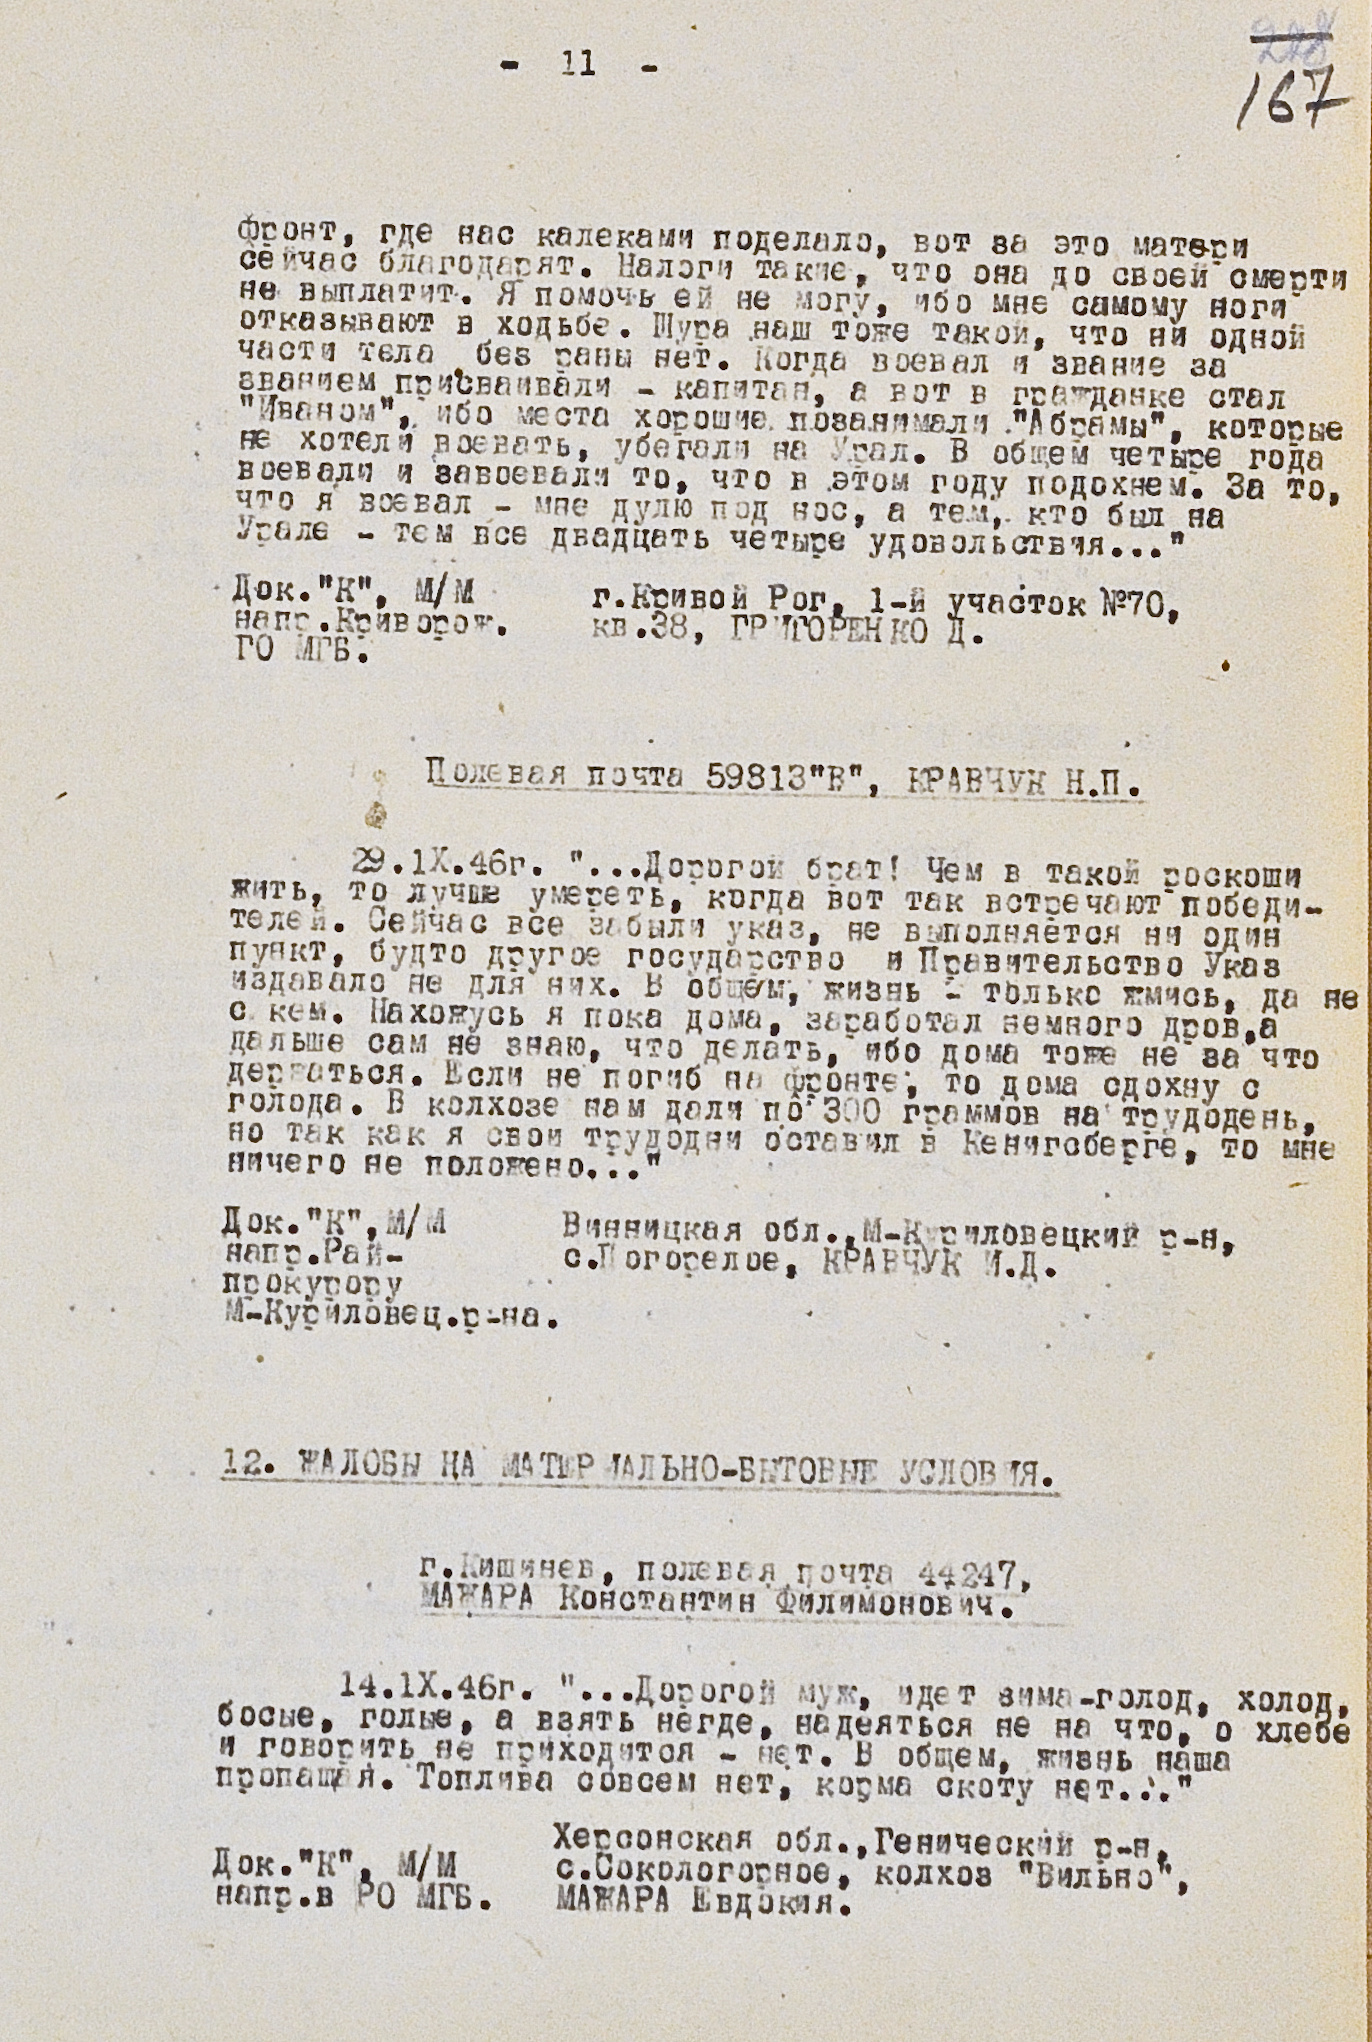 - 11 -
167
фронт, где нас калеками поделало, вот за это матери
сейчас благодарят. Налоги такие, что она до своей смерти
не выплатит. Я помочь ей не могу, ибо мне самому ноги
отказывают в ходьбе. Шура наш тоже такой, что ни одной
части тела без раны нет. Когда воевал и звание за
званием присваивали - капитан, а вот в гражданке стал
"Иваном", ибо места хорошие позанимали "Абрамы", которые
не хотели воевать, убегали на Урал. В общем четыре года
воевали и завоевали то, что в этом году подохнем. За то,
что я воевал - мне дулю под нос, а тем, кто был на
Урале - тем все двадцать четыре удовольствия..."
Док."К", М/М
напр.Криворож.
ГО МГБ.
г.Кривой Рог, 1-й участок №70,
кв.38, ГРИГОРЕНКО Д.
Полевая почта 59813"В", КРАВЧУК Н.П.
29.1Х.46г. "...Дорогой брат! Чем в такой роскоши
жить, то лучше умереть, когда вот так встречают победи-
телей. Сейчас все забыли указ, не выполняется ни один
пункт, будто другое государство и Правительство Указ
издавало не для них. В общем, жизнь - только жмись, да не
с кем. Нахожусь я пока дома, заработал немного дров,а
дальше сам не знаю, что делать, ибо дома тоже не за что
держаться. Если не погиб на фронте, то дома сдохну с
голода. В колхозе нам дали по 300 граммов на трудодень,
но так как я свои трудодни оставил в Кенигсберге, то мне
ничего не положено..."
Док."К",М/М
напр.Рай-
прокурору
М-Куриловец.р-на.
Винницкая обл.,М-Куриловецкий р-н,
с.Погорелое, КРАВЧУК И.Д.
12. ЖАЛОБЫ НА МАТЕРИАЛЬНО-БЫТОВЫЕ УСЛОВИЯ.
г.Кишинев, полевая почта 44247,
МАЖАРА Константин Филимонович.
14.1Х.46г. "...Дорогой муж, идет зима-голод, холод,
босые, голые, а взять негде, надеяться не на что, о хлебе
и говорить не приходится - нет. В общем, жизнь наша
пропащая. Топлива совсем нет, корма скоту нет..."
Док."К", М/М
напр.в РО МГБ.
Херсонская обл.,Генический р-н,
с.Сокологорное, колхоз "Вильно",
МАЖАРА Евдокия.